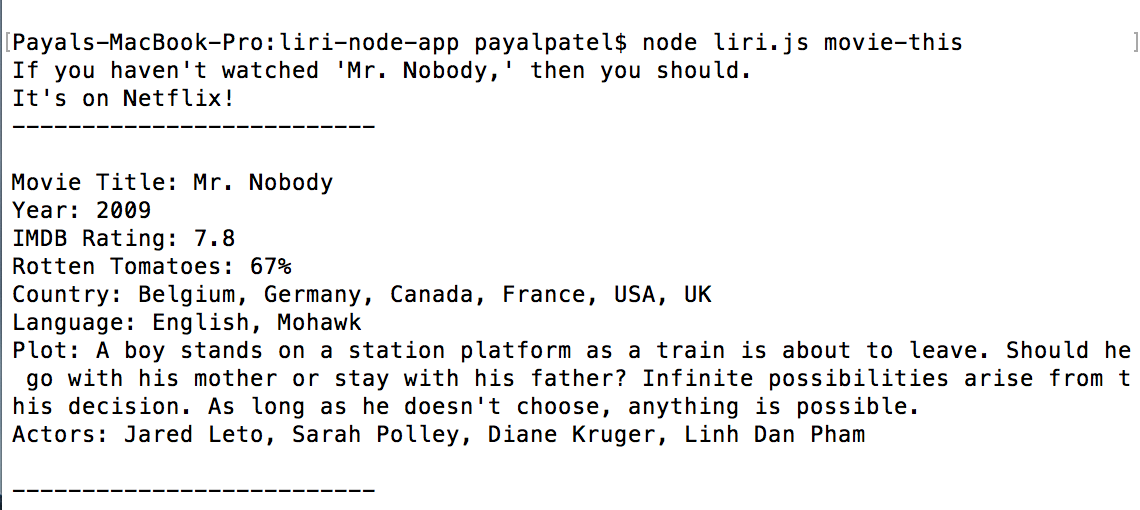 [Payals-MacBook-Pro:liri-node-app payalpatel$ node liri.js movie-this ]
If you haven't watched 'Mr. Nobody,' then you should.
It's on Netflix!
--------------------------
Movie Title: Mr. Nobody
Year: 2009
IMDB Rating: 7.8
Rotten Tomatoes: 67%
Country: Belgium, Germany, Canada, France, USA, UK
Language: English, Mohawk
Plot: A boy stands on a station platform as a train is about to leave. Should he
 go with his mother or stay with his father? Infinite possibilities arise from t
his decision. As long as he doesn't choose, anything is possible.
Actors: Jared Leto, Sarah Polley, Diane Kruger, Linh Dan Pham
--------------------------